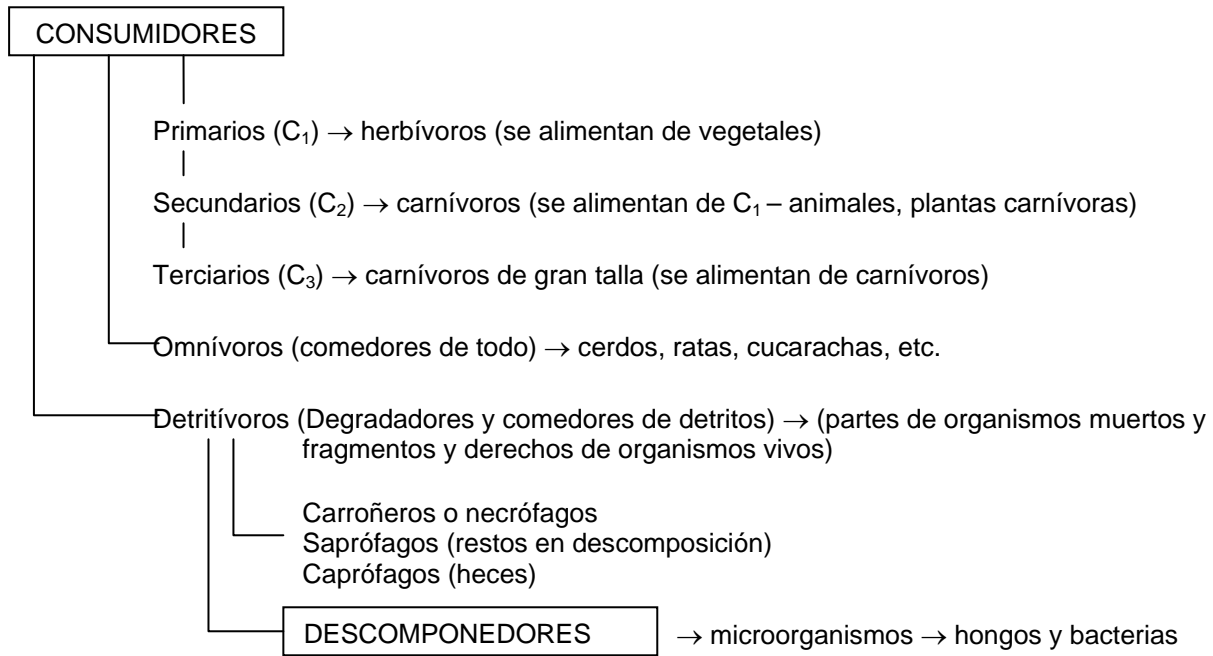 CONSUMIDORES
Primarios (C₁) → herbívoros (se alimentan de vegetales)
Secundarios (C₂) → carnívoros (se alimentan de C₁ – animales, plantas carnívoras)
Terciarios (C₃) → carnívoros de gran talla (se alimentan de carnívoros)
Omnívoros (comedores de todo) → cerdos, ratas, cucarachas, etc.
Detritívoros (Degradadores y comedores de detritos) → (partes de organismos muertos y
fragmentos y derechos de organismos vivos)
Carroñeros o necrófagos
Saprófagos (restos en descomposición)
Caprófagos (heces)
DESCOMPONEDORES → microorganismos → hongos y bacterias